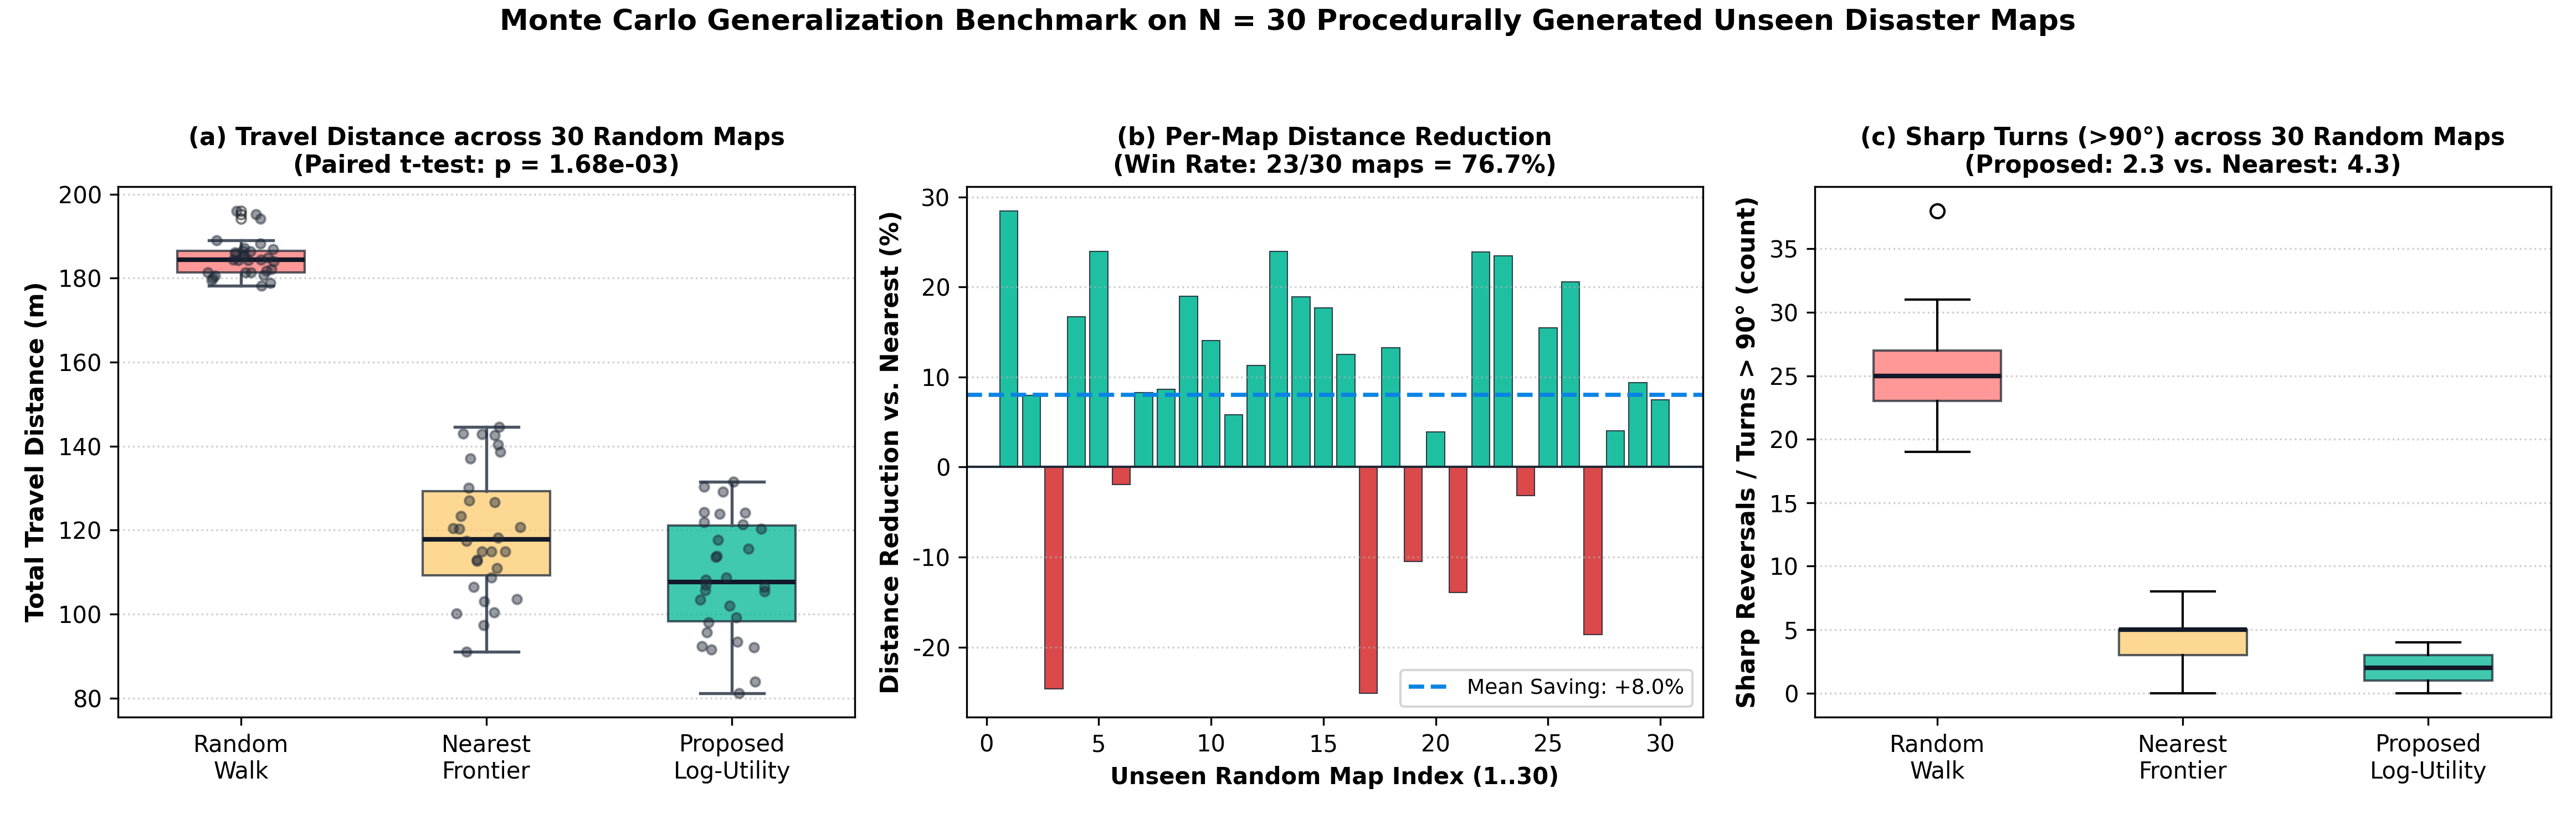 Monte Carlo Generalization Benchmark on N = 30 Procedurally Generated Unseen Disaster Maps
(a) Travel Distance across 30 Random Maps
(Paired t-test: p = 1.68e-03)
Total Travel Distance (m)
200
180
160
140
120
100
80
Random
Walk
Nearest
Frontier
Proposed
Log-Utility
(b) Per-Map Distance Reduction
(Win Rate: 23/30 maps = 76.7%)
Distance Reduction vs. Nearest (%)
30
20
10
0
-10
-20
Mean Saving: +8.0%
0
5
10
15
20
25
30
Unseen Random Map Index (1..30)
(c) Sharp Turns (>90°) across 30 Random Maps
(Proposed: 2.3 vs. Nearest: 4.3)
Sharp Reversals / Turns > 90° (count)
35
30
25
20
15
10
5
0
Random
Walk
Nearest
Frontier
Proposed
Log-Utility